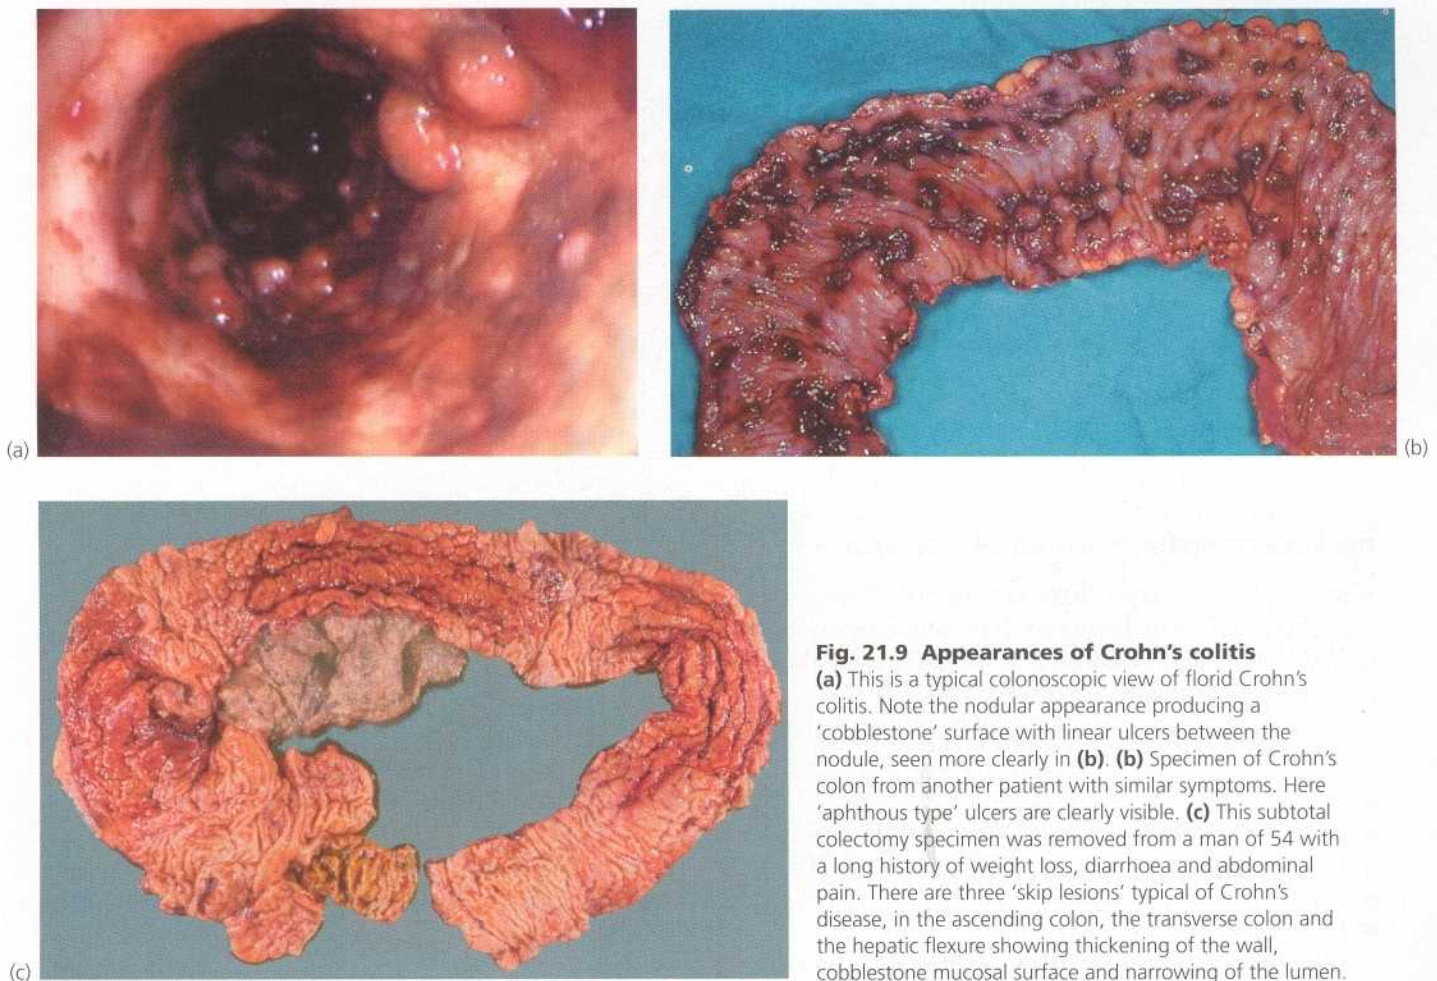 (a)
(b)
(c)
Fig. 21.9 Appearances of Crohn's colitis
(a) This is a typical colonoscopic view of florid Crohn's
colitis. Note the nodular appearance producing a
'cobblestone' surface with linear ulcers between the
nodule, seen more clearly in (b). (b) Specimen of Crohn's
colon from another patient with similar symptoms. Here
'aphthous type' ulcers are clearly visible. (c) This subtotal
colectomy specimen was removed from a man of 54 with
a long history of weight loss, diarrhoea and abdominal
pain. There are three 'skip lesions' typical of Crohn's
disease, in the ascending colon, the transverse colon and
the hepatic flexure showing thickening of the wall,
cobblestone mucosal surface and narrowing of the lumen.